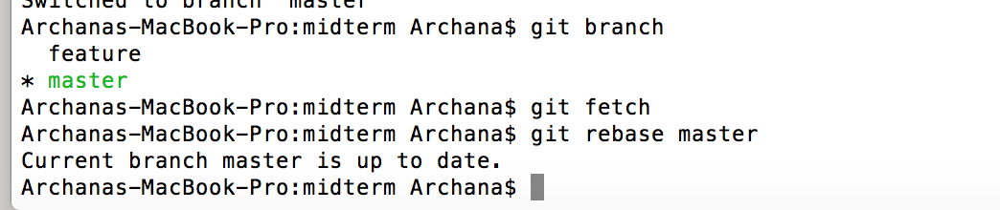 Switched to branch 'master'
Archanas-MacBook-Pro:midterm Archana$ git branch
  feature
* master
Archanas-MacBook-Pro:midterm Archana$ git fetch
Archanas-MacBook-Pro:midterm Archana$ git rebase master
Current branch master is up to date.
Archanas-MacBook-Pro:midterm Archana$